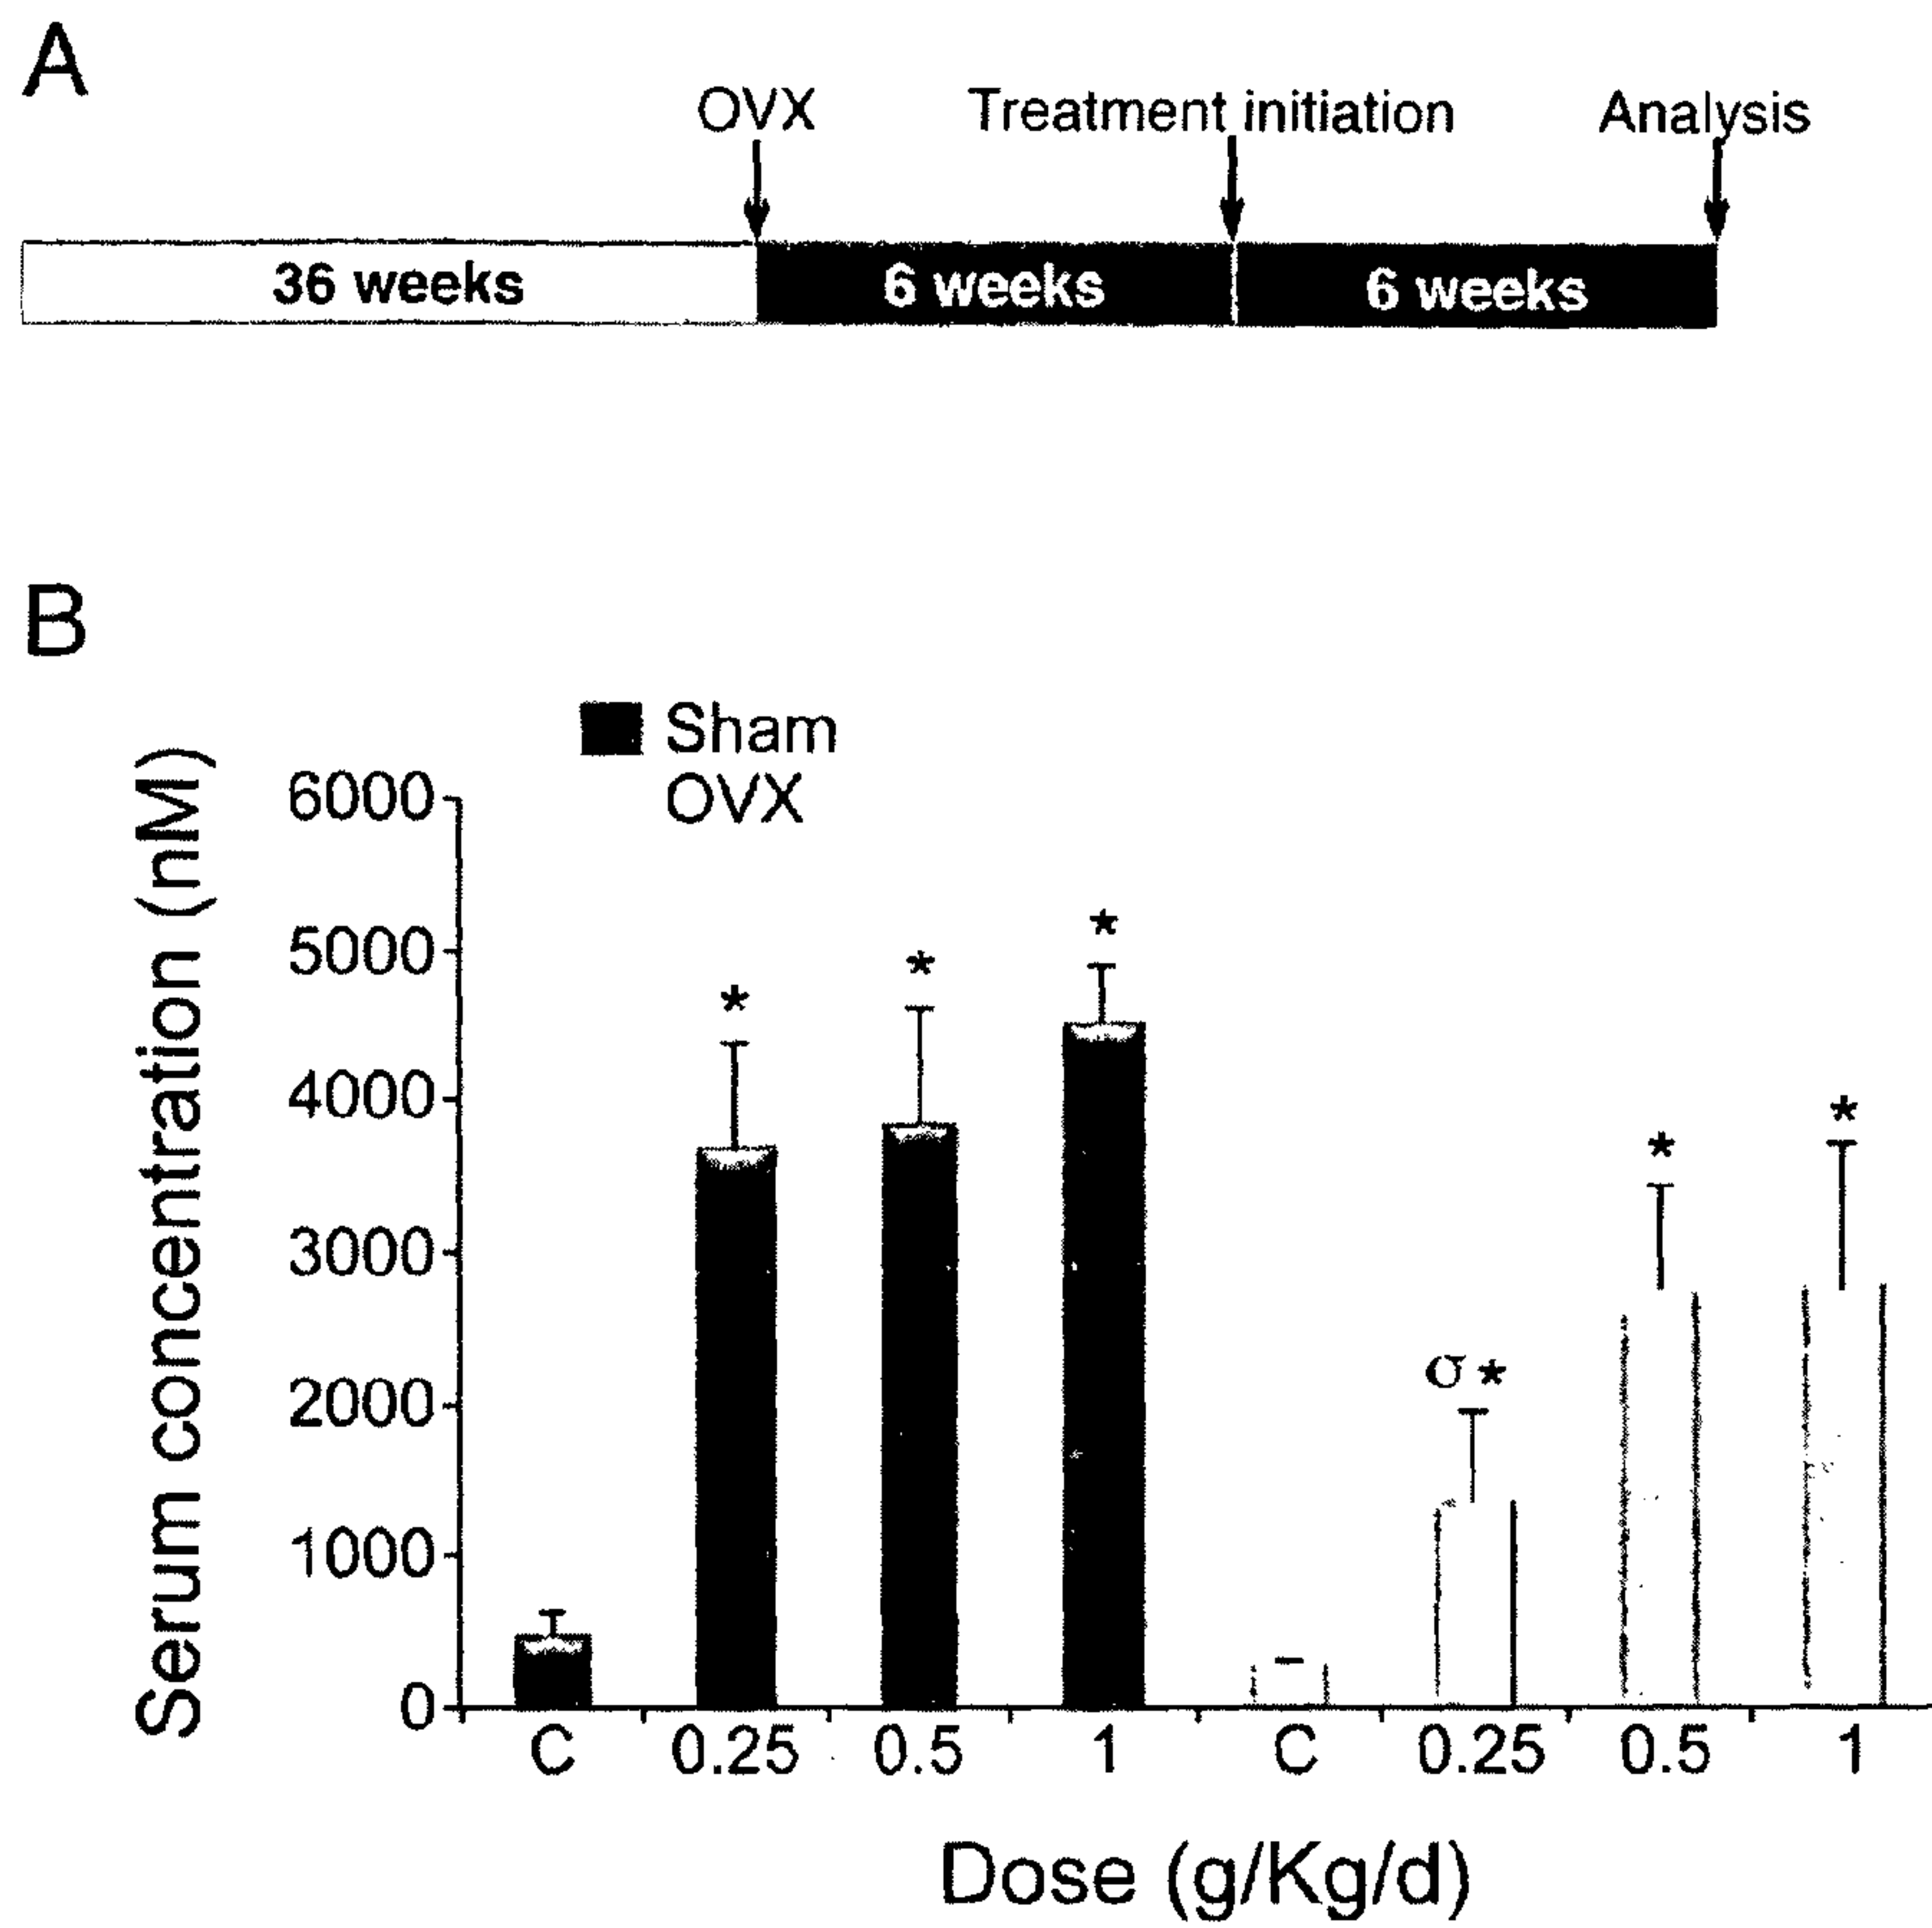 A
OVX Treatment initiation Analysis
36 weeks 6 weeks 6 weeks
B
Sham
OVX
Serum concentration (nM)
6000
5000
4000
3000
2000
1000
0
* * * σ* * *
C 0.25 0.5 1 C 0.25 0.5 1
Dose (g/Kg/d)